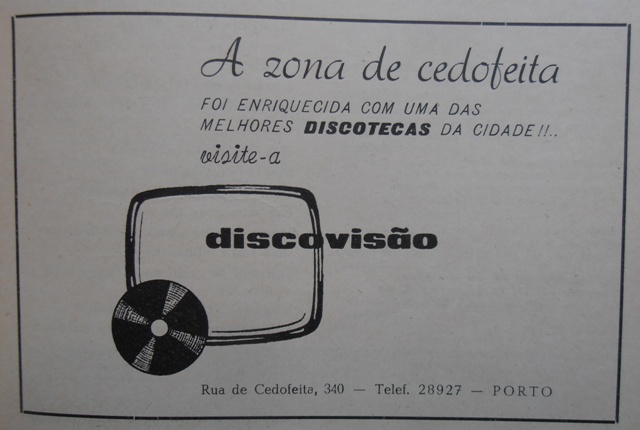 A zona de cedofeita
FOI ENRIQUECIDA COM UMA DAS
MELHORES DISCOTECAS DA CIDADE!!..
visite-a
discovisão
Rua de Cedofeita, 340 — Telef. 28927 — PORTO